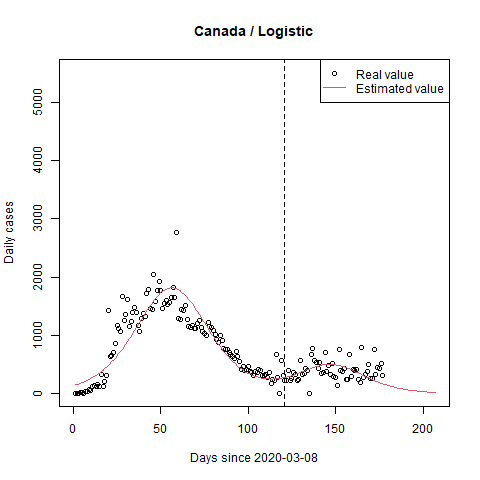 Canada / Logistic
Real value
Estimated value
Daily cases
5000
4000
3000
2000
1000
0
0
50
100
150
200
Days since 2020-03-08